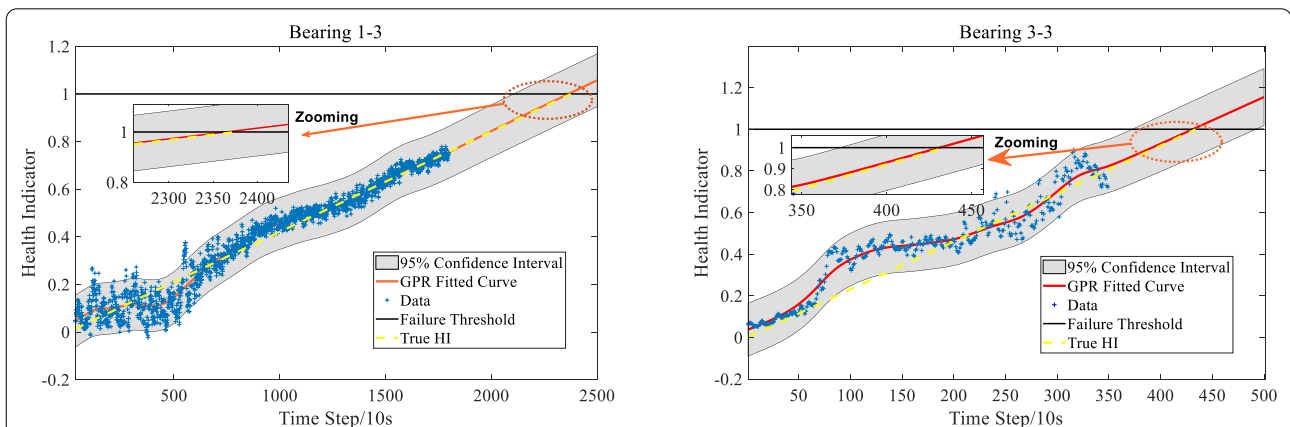 Bearing 1-3
1.2
1
0.8
0.6
0.4
0.2
0
-0.2
Health Indicator
500
1000
1500
2000
2500
Time Step/10s
1
0.8
2300
2350
2400
Zooming
95% Confidence Interval
GPR Fitted Curve
Data
Failure Threshold
True HI
Bearing 3-3
1.2
1
0.8
0.6
0.4
0.2
0
-0.2
Health Indicator
50
100
150
200
250
300
350
400
450
500
Time Step/10s
1
0.9
0.8
350
400
450
Zooming
95% Confidence Interval
GPR Fitted Curve
Data
Failure Threshold
True HI